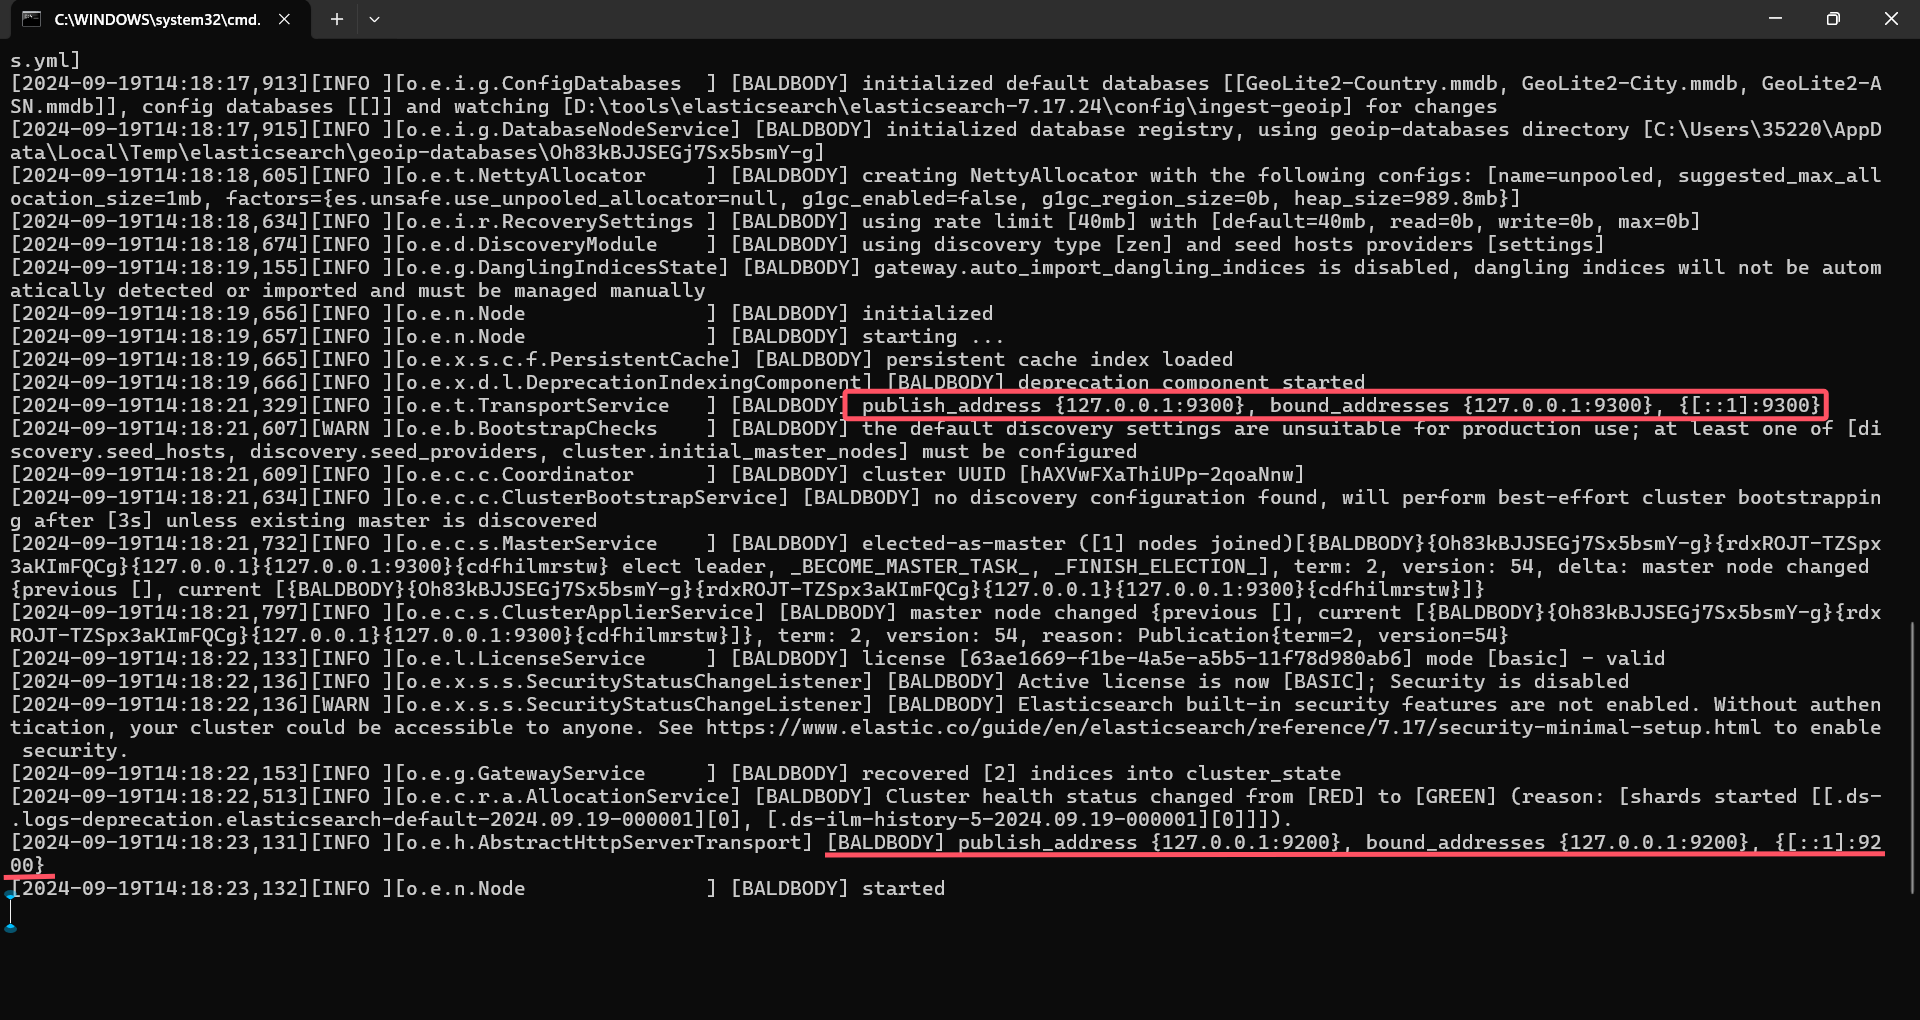 C:\WINDOWS\system32\cmd.
s.yml]
[2024-09-19T14:18:17,913][INFO ][o.e.i.g.ConfigDatabases  ] [BALDBODY] initialized default databases [[GeoLite2-Country.mmdb, GeoLite2-City.mmdb, GeoLite2-A
SN.mmdb]], config databases [[]] and watching [D:\tools\elasticsearch\elasticsearch-7.17.24\config\ingest-geoip] for changes
[2024-09-19T14:18:17,915][INFO ][o.e.i.g.DatabaseNodeService] [BALDBODY] initialized database registry, using geoip-databases directory [C:\Users\35220\AppD
ata\Local\Temp\elasticsearch\geoip-databases\Oh83kBJJSEGj7Sx5bsmY-g]
[2024-09-19T14:18:18,605][INFO ][o.e.t.NettyAllocator     ] [BALDBODY] creating NettyAllocator with the following configs: [name=unpooled, suggested_max_all
ocation_size=1mb, factors={es.unsafe.use_unpooled_allocator=null, g1gc_enabled=false, g1gc_region_size=0b, heap_size=989.8mb}]
[2024-09-19T14:18:18,634][INFO ][o.e.i.r.RecoverySettings ] [BALDBODY] using rate limit [40mb] with [default=40mb, read=0b, write=0b, max=0b]
[2024-09-19T14:18:18,674][INFO ][o.e.d.DiscoveryModule    ] [BALDBODY] using discovery type [zen] and seed hosts providers [settings]
[2024-09-19T14:18:19,155][INFO ][o.e.g.DanglingIndicesState] [BALDBODY] gateway.auto_import_dangling_indices is disabled, dangling indices will not be autom
atically detected or imported and must be managed manually
[2024-09-19T14:18:19,656][INFO ][o.e.n.Node               ] [BALDBODY] initialized
[2024-09-19T14:18:19,657][INFO ][o.e.n.Node               ] [BALDBODY] starting ...
[2024-09-19T14:18:19,665][INFO ][o.e.x.s.c.f.PersistentCache] [BALDBODY] persistent cache index loaded
[2024-09-19T14:18:19,666][INFO ][o.e.x.d.l.DeprecationIndexingComponent] [BALDBODY] deprecation component started
[2024-09-19T14:18:21,329][INFO ][o.e.t.TransportService   ] [BALDBODY] publish_address {127.0.0.1:9300}, bound_addresses {127.0.0.1:9300}, {[::1]:9300}
[2024-09-19T14:18:21,607][WARN ][o.e.b.BootstrapChecks    ] [BALDBODY] the default discovery settings are unsuitable for production use; at least one of [di
scovery.seed_hosts, discovery.seed_providers, cluster.initial_master_nodes] must be configured
[2024-09-19T14:18:21,609][INFO ][o.e.c.c.Coordinator      ] [BALDBODY] cluster UUID [hAXVwFXaThiUPp-2qoaNnw]
[2024-09-19T14:18:21,634][INFO ][o.e.c.c.ClusterBootstrapService] [BALDBODY] no discovery configuration found, will perform best-effort cluster bootstrappin
g after [3s] unless existing master is discovered
[2024-09-19T14:18:21,732][INFO ][o.e.c.s.MasterService    ] [BALDBODY] elected-as-master ([1] nodes joined)[{BALDBODY}{Oh83kBJJSEGj7Sx5bsmY-g}{rdxROJT-TZSpx
3aKImFQCg}{127.0.0.1}{127.0.0.1:9300}{cdfhilmrstw} elect leader, _BECOME_MASTER_TASK_, _FINISH_ELECTION_], term: 2, version: 54, delta: master node changed
{previous [], current [{BALDBODY}{Oh83kBJJSEGj7Sx5bsmY-g}{rdxROJT-TZSpx3aKImFQCg}{127.0.0.1}{127.0.0.1:9300}{cdfhilmrstw}]}
[2024-09-19T14:18:21,797][INFO ][o.e.c.s.ClusterApplierService] [BALDBODY] master node changed {previous [], current [{BALDBODY}{Oh83kBJJSEGj7Sx5bsmY-g}{rdx
ROJT-TZSpx3aKImFQCg}{127.0.0.1}{127.0.0.1:9300}{cdfhilmrstw}]}, term: 2, version: 54, reason: Publication{term=2, version=54}
[2024-09-19T14:18:22,133][INFO ][o.e.l.LicenseService     ] [BALDBODY] license [63ae1669-f1be-4a5e-a5b5-11f78d980ab6] mode [basic] - valid
[2024-09-19T14:18:22,136][INFO ][o.e.x.s.s.SecurityStatusChangeListener] [BALDBODY] Active license is now [BASIC]; Security is disabled
[2024-09-19T14:18:22,136][WARN ][o.e.x.s.s.SecurityStatusChangeListener] [BALDBODY] Elasticsearch built-in security features are not enabled. Without authen
tication, your cluster could be accessible to anyone. See https://www.elastic.co/guide/en/elasticsearch/reference/7.17/security-minimal-setup.html to enable
 security.
[2024-09-19T14:18:22,153][INFO ][o.e.g.GatewayService     ] [BALDBODY] recovered [2] indices into cluster_state
[2024-09-19T14:18:22,513][INFO ][o.e.c.r.a.AllocationService] [BALDBODY] Cluster health status changed from [RED] to [GREEN] (reason: [shards started [[.ds-
.logs-deprecation.elasticsearch-default-2024.09.19-000001][0], [.ds-ilm-history-5-2024.09.19-000001][0]]]).
[2024-09-19T14:18:23,131][INFO ][o.e.h.AbstractHttpServerTransport] [BALDBODY] publish_address {127.0.0.1:9200}, bound_addresses {127.0.0.1:9200}, {[::1]:92
00}
[2024-09-19T14:18:23,132][INFO ][o.e.n.Node               ] [BALDBODY] started